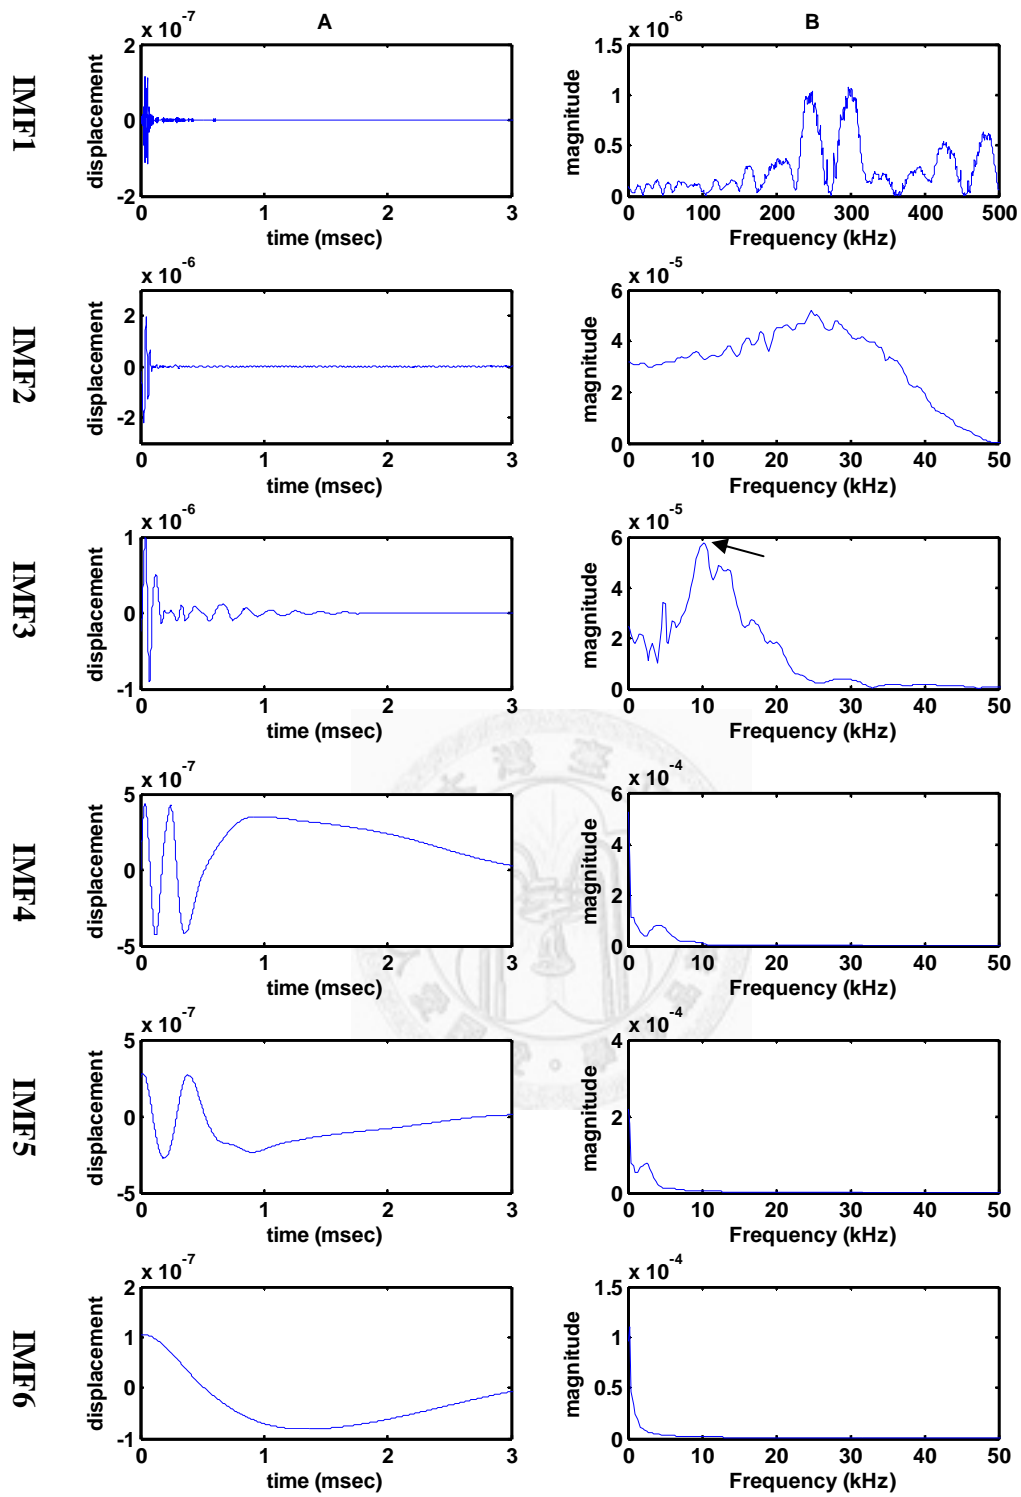 A
B
IMF1
x 10^-7
displacement
2
0
-2
0 1 2 3
time (msec)
x 10^-6
magnitude
1.5
1
0.5
0
0 100 200 300 400 500
Frequency (kHz)
IMF2
x 10^-6
displacement
2
0
-2
0 1 2 3
time (msec)
x 10^-5
magnitude
6
4
2
0
0 10 20 30 40 50
Frequency (kHz)
IMF3
x 10^-6
displacement
1
0
-1
0 1 2 3
time (msec)
x 10^-5
magnitude
6
4
2
0
0 10 20 30 40 50
Frequency (kHz)
IMF4
x 10^-7
displacement
5
0
-5
0 1 2 3
time (msec)
x 10^-4
magnitude
6
4
2
0
0 10 20 30 40 50
Frequency (kHz)
IMF5
x 10^-7
displacement
5
0
-5
0 1 2 3
time (msec)
x 10^-4
magnitude
4
2
0
0 10 20 30 40 50
Frequency (kHz)
IMF6
x 10^-7
displacement
2
1
0
-1
0 1 2 3
time (msec)
x 10^-4
magnitude
1.5
1
0.5
0
0 10 20 30 40 50
Frequency (kHz)